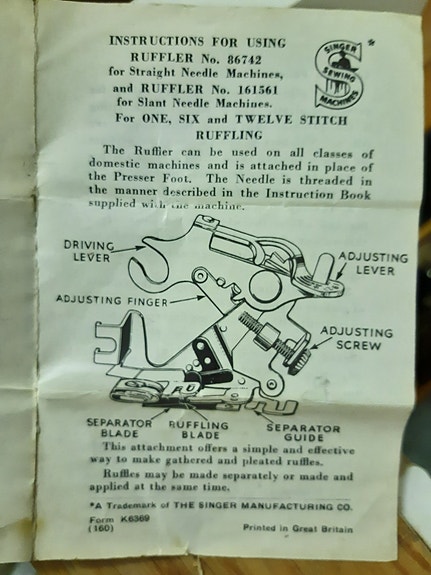 INSTRUCTIONS FOR USING
RUFFLER No. 86742
for Straight Needle Machines,
and RUFFLER No. 161561
for Slant Needle Machines.
For ONE, SIX and TWELVE STITCH
RUFFLING
SINGER *
SEWING
MACHINES
The Ruffler can be used on all classes of
domestic machines and is attached in place of
the Presser Foot. The Needle is threaded in
the manner described in the Instruction Book
supplied with the machine.
DRIVING
LEVER
ADJUSTING
LEVER
ADJUSTING FINGER
ADJUSTING
SCREW
SEPARATOR
BLADE
RUFFLING
BLADE
SEPARATOR
GUIDE
This attachment offers a simple and effective
way to make gathered and pleated ruffles.
Ruffles may be made separately or made and
applied at the same time.
*A Trademark of THE SINGER MANUFACTURING CO.
Form K6369
(160)
Printed in Great Britain